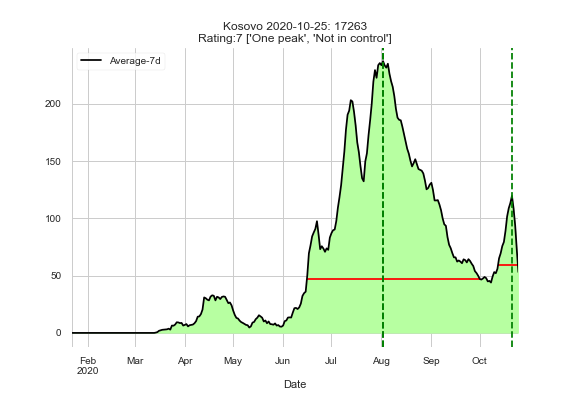 Kosovo 2020-10-25: 17263
Rating:7 ['One peak', 'Not in control']
Average-7d
200
150
100
50
0
Feb Mar Apr May Jun Jul Aug Sep Oct
2020
Date